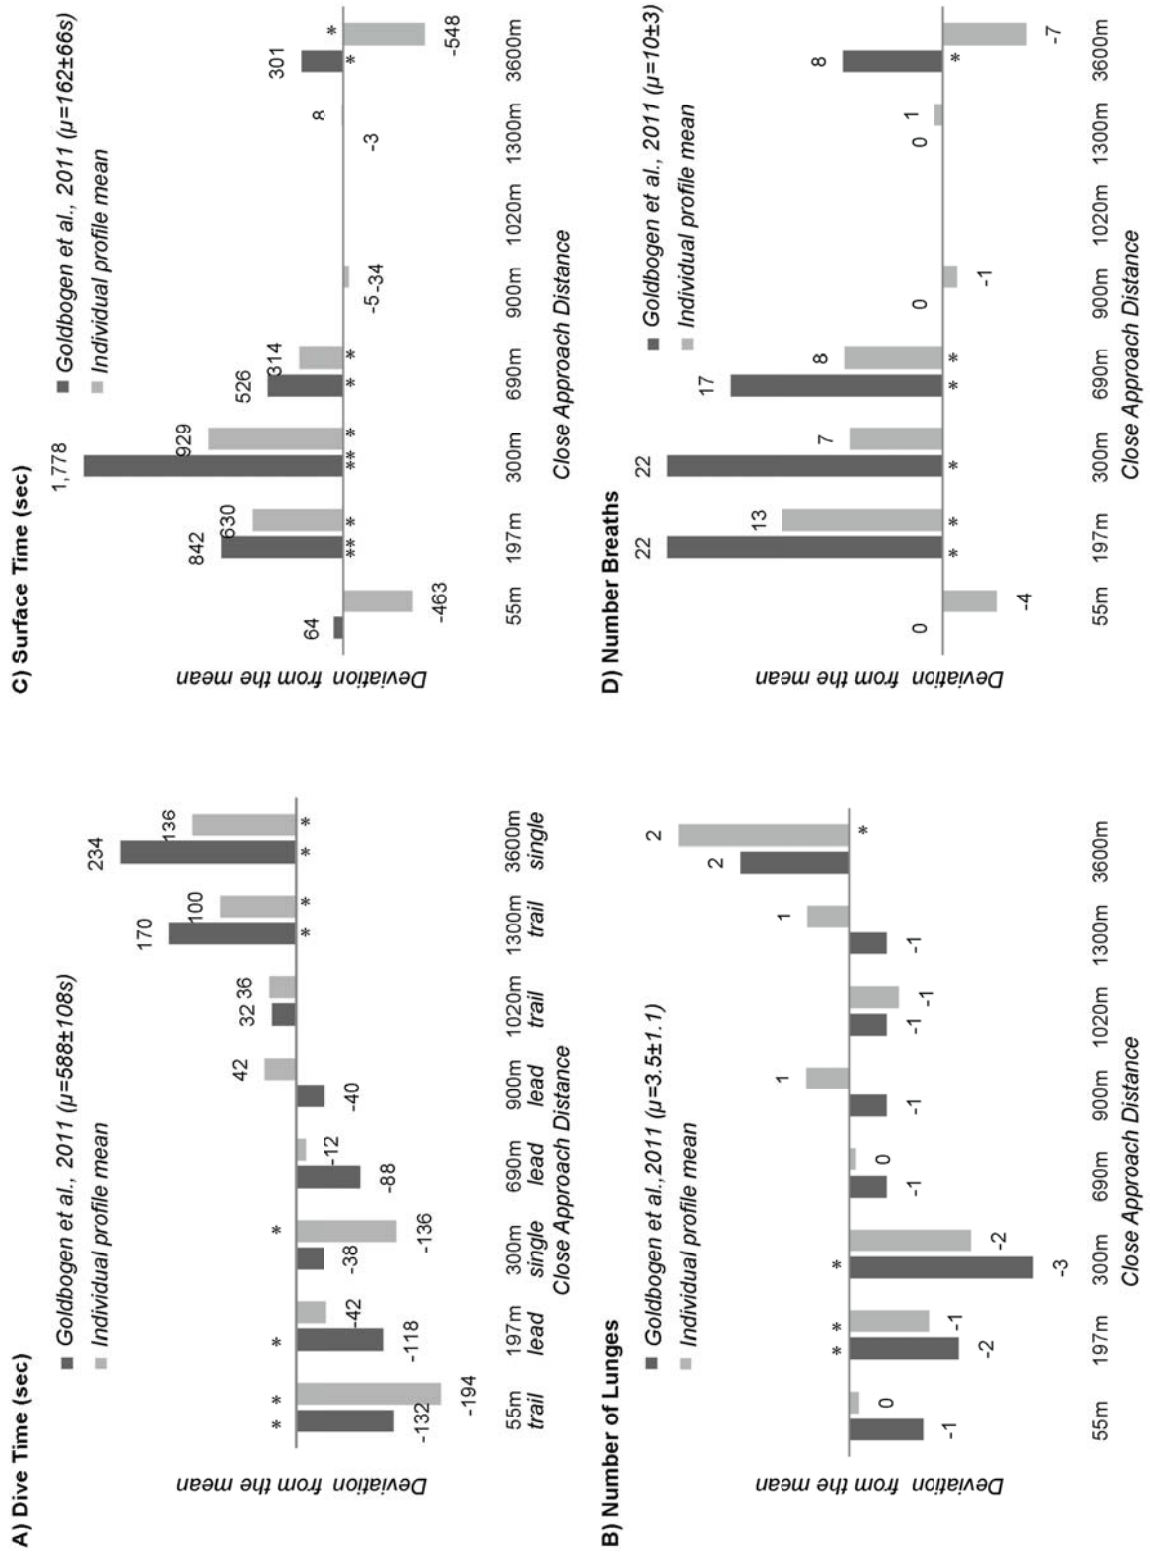 A) Dive Time (sec)
Goldbogen et al., 2011 (µ=588±108s)
Individual profile mean
Deviation from the mean
-132
-194
-118
-42
-38
-136
-88
-12
-40
42
32
36
170
100
234
136
* * * * * * * *
55m 197m 300m 690m 900m 1020m 1300m 3600m
trail lead single lead lead trail trail single
Close Approach Distance
B) Number of Lunges
Goldbogen et al.,2011 (µ=3.5±1.1)
Individual profile mean
Deviation from the mean
-1
0
-2
-1
-3
-2
-1
0
-1
1
-1
-1
-1
1
2
2
* * * *
55m 197m 300m 690m 900m 1020m 1300m 3600m
Close Approach Distance
C) Surface Time (sec)
Goldbogen et al., 2011 (µ=162±66s)
Individual profile mean
Deviation from the mean
64
-463
842
630
1,778
929
526
314
-5
-34
-3
8
301
-548
** * ** * * * * *
55m 197m 300m 690m 900m 1020m 1300m 3600m
Close Approach Distance
D) Number Breaths
Goldbogen et al., 2011 (µ=10±3)
Individual profile mean
Deviation from the mean
0
-4
22
13
22
7
17
8
0
-1
0
1
8
-7
* * * * * *
55m 197m 300m 690m 900m 1020m 1300m 3600m
Close Approach Distance